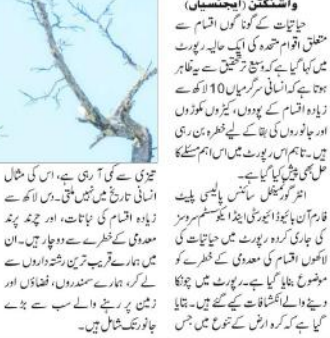 واشنگٹن (ایجنسیاں)
حیاتیات کے گوناگوں اقسام سے
متعلق اقوام متحدہ کی ایک حالیہ رپورٹ
میں کہا گیا ہے کہ وسیع تر تحقیق سے یہ ظاہر
ہوتا ہے کہ انسانی سرگرمیاں 10 لاکھ سے
زیادہ اقسام کے پودوں، کیڑوں مکوڑوں
اور جانوروں کی بقا کے لیے خطرہ بن رہی
ہیں۔ تاہم اس رپورٹ میں اس اہم مسئلے کا
حل بھی پیش کیا گیا ہے۔
انٹر گورنمینٹل سائنس پالیسی پلیٹ
فارم آن بائیو ڈائیورسٹی اینڈ ایکو سسٹم سروسز
کی جاری کردہ رپورٹ میں حیاتیات کی
لاکھوں اقسام کی معدومی کے خطرے کو
موضوع بنایا گیا ہے۔ رپورٹ میں چونکا
دینے والے انکشافات کیے گئے ہیں۔ بتایا
گیا ہے کہ کرہ ارض کے تنوع میں جس
تیزی سے کمی آ رہی ہے، اس کی مثال
انسانی تاریخ میں نہیں ملتی۔ دس لاکھ سے
زیادہ اقسام کی نباتات، اور چرند پرند
معدومی کے خطرے سے دوچار ہیں۔ ان
میں ہمارے قریب ترین رشتہ داروں سے
لے کر، ہمارے سمندروں، فضاؤں اور
زمین پر رہنے والے سب سے بڑے
جانور تک شامل ہیں۔